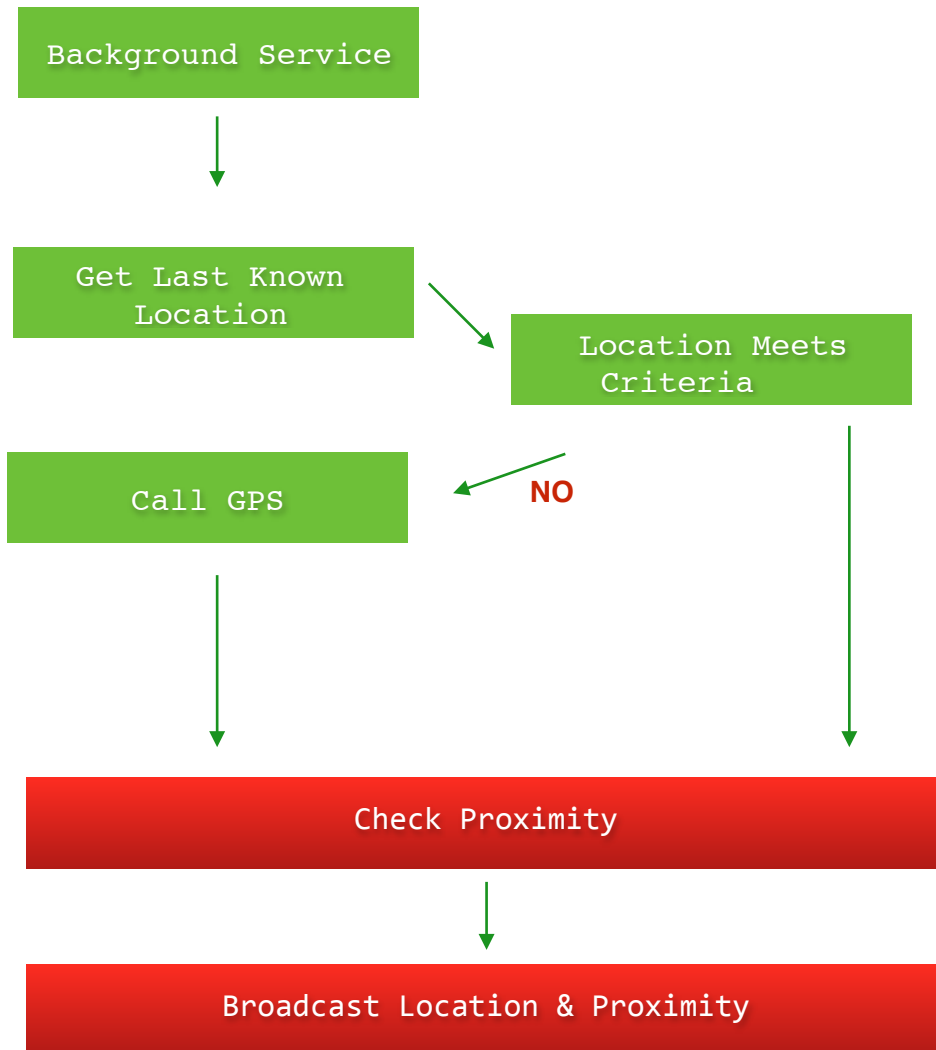 Background Service
Get Last Known
Location
Location Meets
Criteria
Call GPS
NO
Check Proximity
Broadcast Location & Proximity